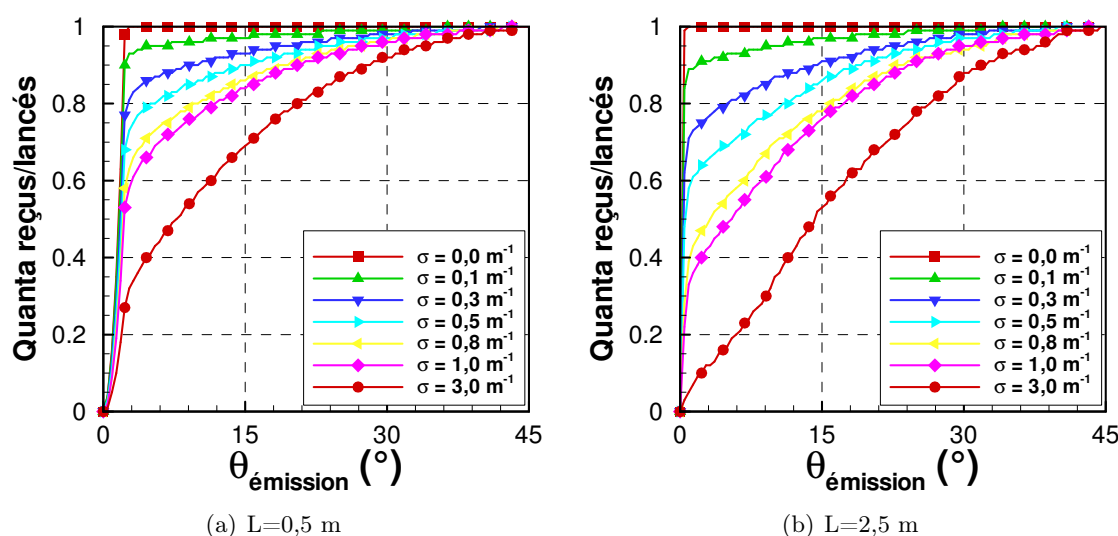 Quanta reçus/lancés
1
0.8
0.6
0.4
0.2
0
0
15
30
45
θémission (°)
σ = 0,0 m-1
σ = 0,1 m-1
σ = 0,3 m-1
σ = 0,5 m-1
σ = 0,8 m-1
σ = 1,0 m-1
σ = 3,0 m-1
(a) L=0,5 m
Quanta reçus/lancés
1
0.8
0.6
0.4
0.2
0
0
15
30
45
θémission (°)
σ = 0,0 m-1
σ = 0,1 m-1
σ = 0,3 m-1
σ = 0,5 m-1
σ = 0,8 m-1
σ = 1,0 m-1
σ = 3,0 m-1
(b) L=2,5 m